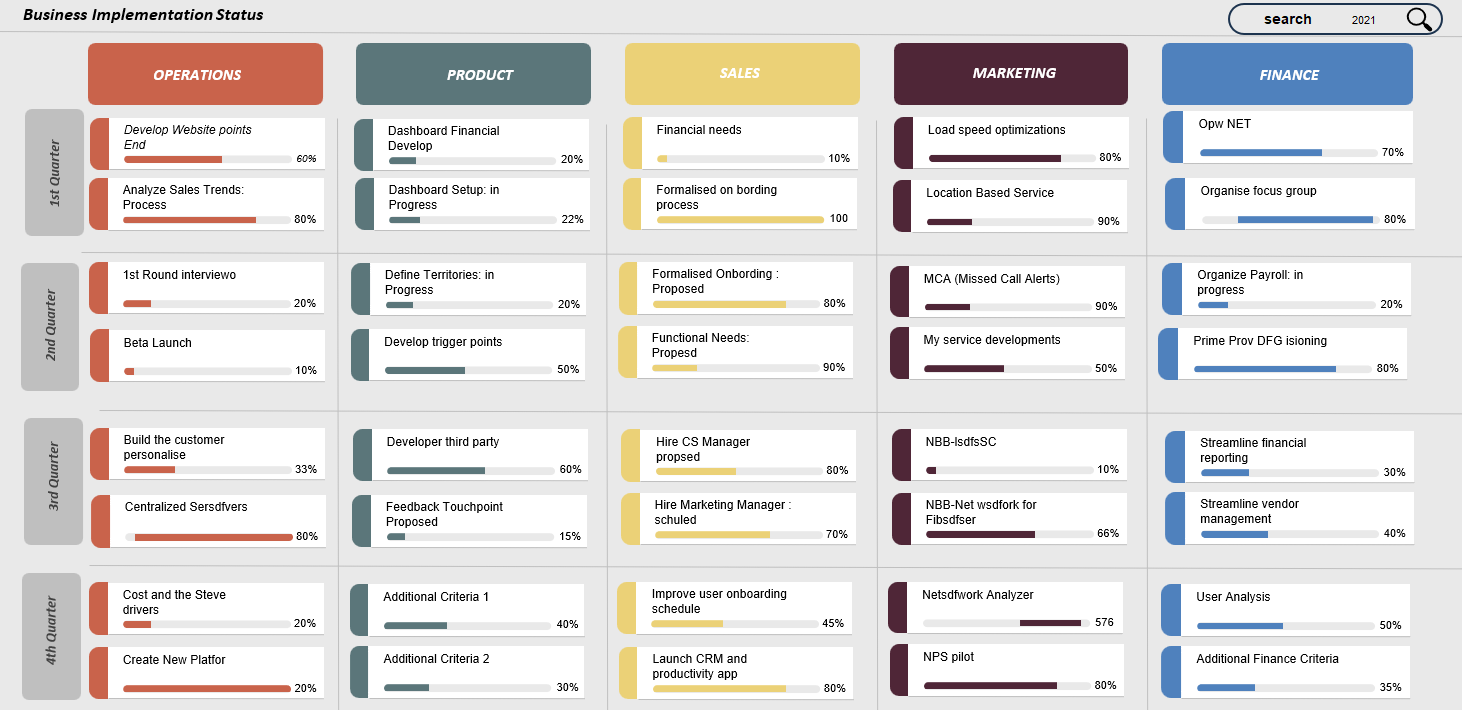 Business Implementation Status
search 2021
OPERATIONS
PRODUCT
SALES
MARKETING
FINANCE
1st Quarter
Develop Website points
End
60%
Analyze Sales Trends:
Process
80%
Dashboard Financial
Develop
20%
Dashboard Setup: in
Progress
22%
Financial needs
10%
Formalised on bording
process
100
Load speed optimizations
80%
Location Based Service
90%
Opw NET
70%
Organise focus group
80%
2nd Quarter
1st Round interviewo
20%
Beta Launch
10%
Define Territories: in
Progress
20%
Develop trigger points
50%
Formalised Onbording :
Proposed
80%
Functional Needs:
Propesd
90%
MCA (Missed Call Alerts)
90%
My service developments
50%
Organize Payroll: in
progress
20%
Prime Prov DFG isioning
80%
3rd Quarter
Build the customer
personalise
33%
Centralized Sersdfvers
80%
Developer third party
60%
Feedback Touchpoint
Proposed
15%
Hire CS Manager
propsed
80%
Hire Marketing Manager :
schuled
70%
NBB-lsdfsSC
10%
NBB-Net wsdfork for
Fibsdfser
66%
Streamline financial
reporting
30%
Streamline vendor
management
40%
4th Quarter
Cost and the Steve
drivers
20%
Create New Platfor
20%
Additional Criteria 1
40%
Additional Criteria 2
30%
Improve user onboarding
schedule
45%
Launch CRM and
productivity app
80%
Netsdfwork Analyzer
576
NPS pilot
80%
User Analysis
50%
Additional Finance Criteria
35%